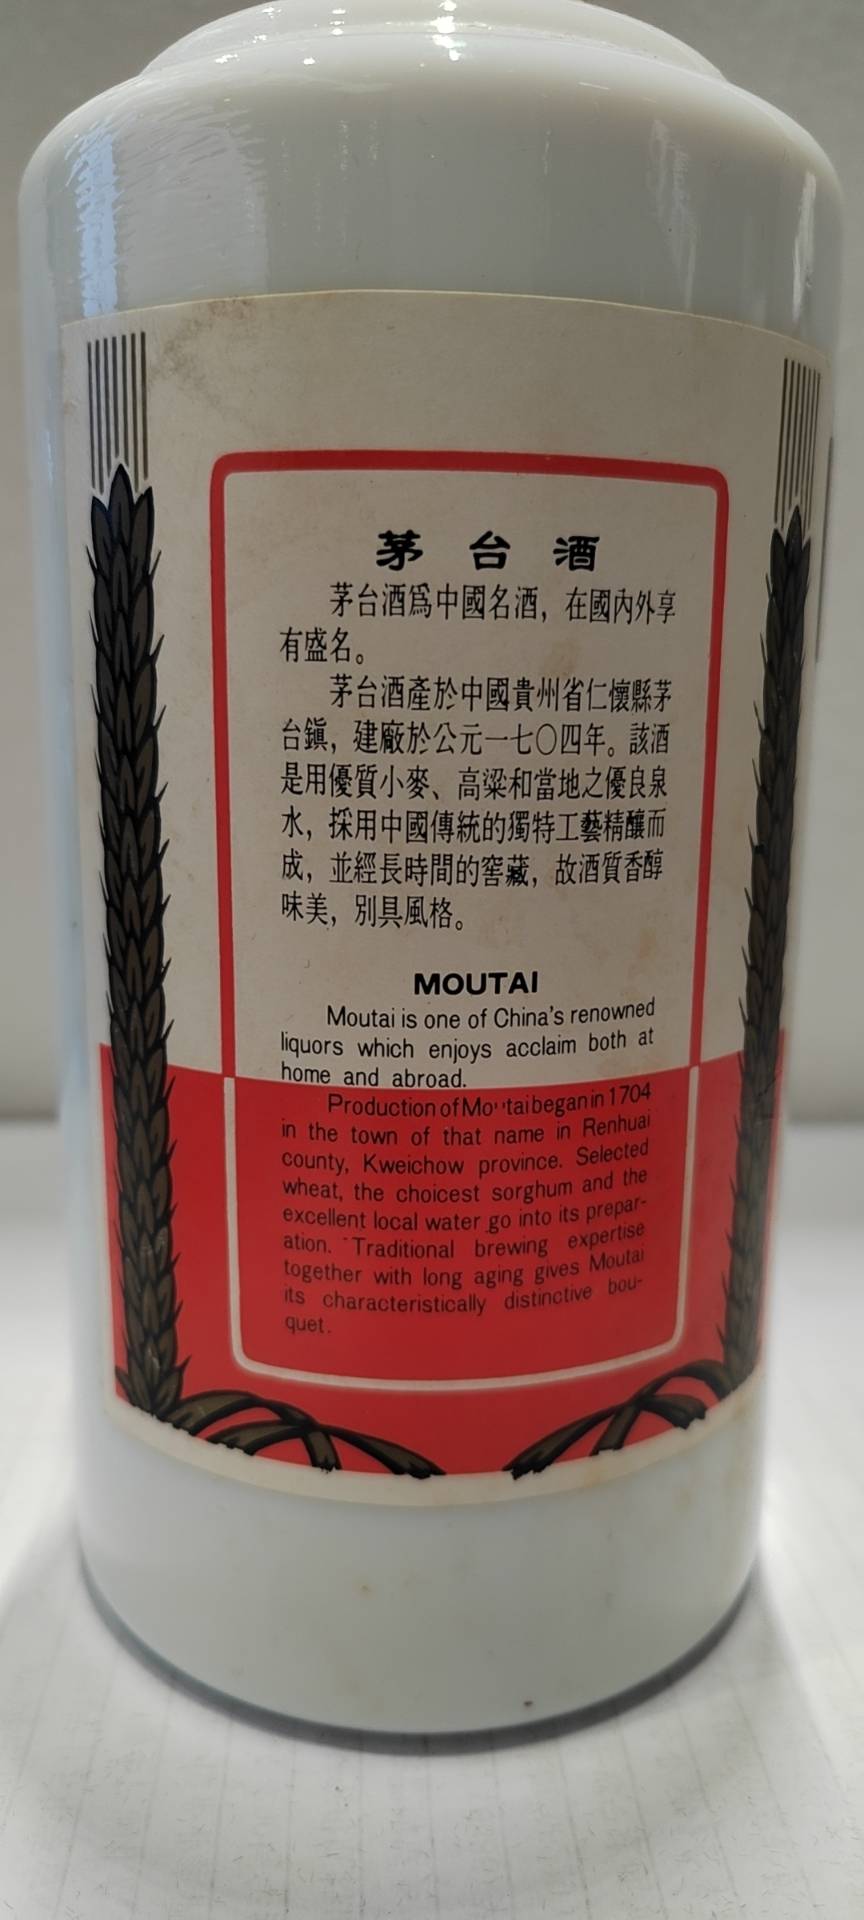 茅台酒
茅台酒爲中國名酒，在國內外享
有盛名。
茅台酒產於中國貴州省仁懷縣茅
台鎭，建廠於公元一七〇四年。該酒
是用優質小麥、高粱和當地之優良泉
水，採用中國傳統的獨特工藝精釀而
成，並經長時間的窖藏，故酒質香醇
味美，別具風格。
MOUTAI
Moutai is one of China's renowned
liquors which enjoys acclaim both at
home and abroad.
Production of Moutai began in 1704
in the town of that name in Renhuai
county, Kweichow province. Selected
wheat, the choicest sorghum and the
excellent local water go into its prepar-
ation. Traditional brewing expertise
together with long aging gives Moutai
its characteristically distinctive bou-
quet.